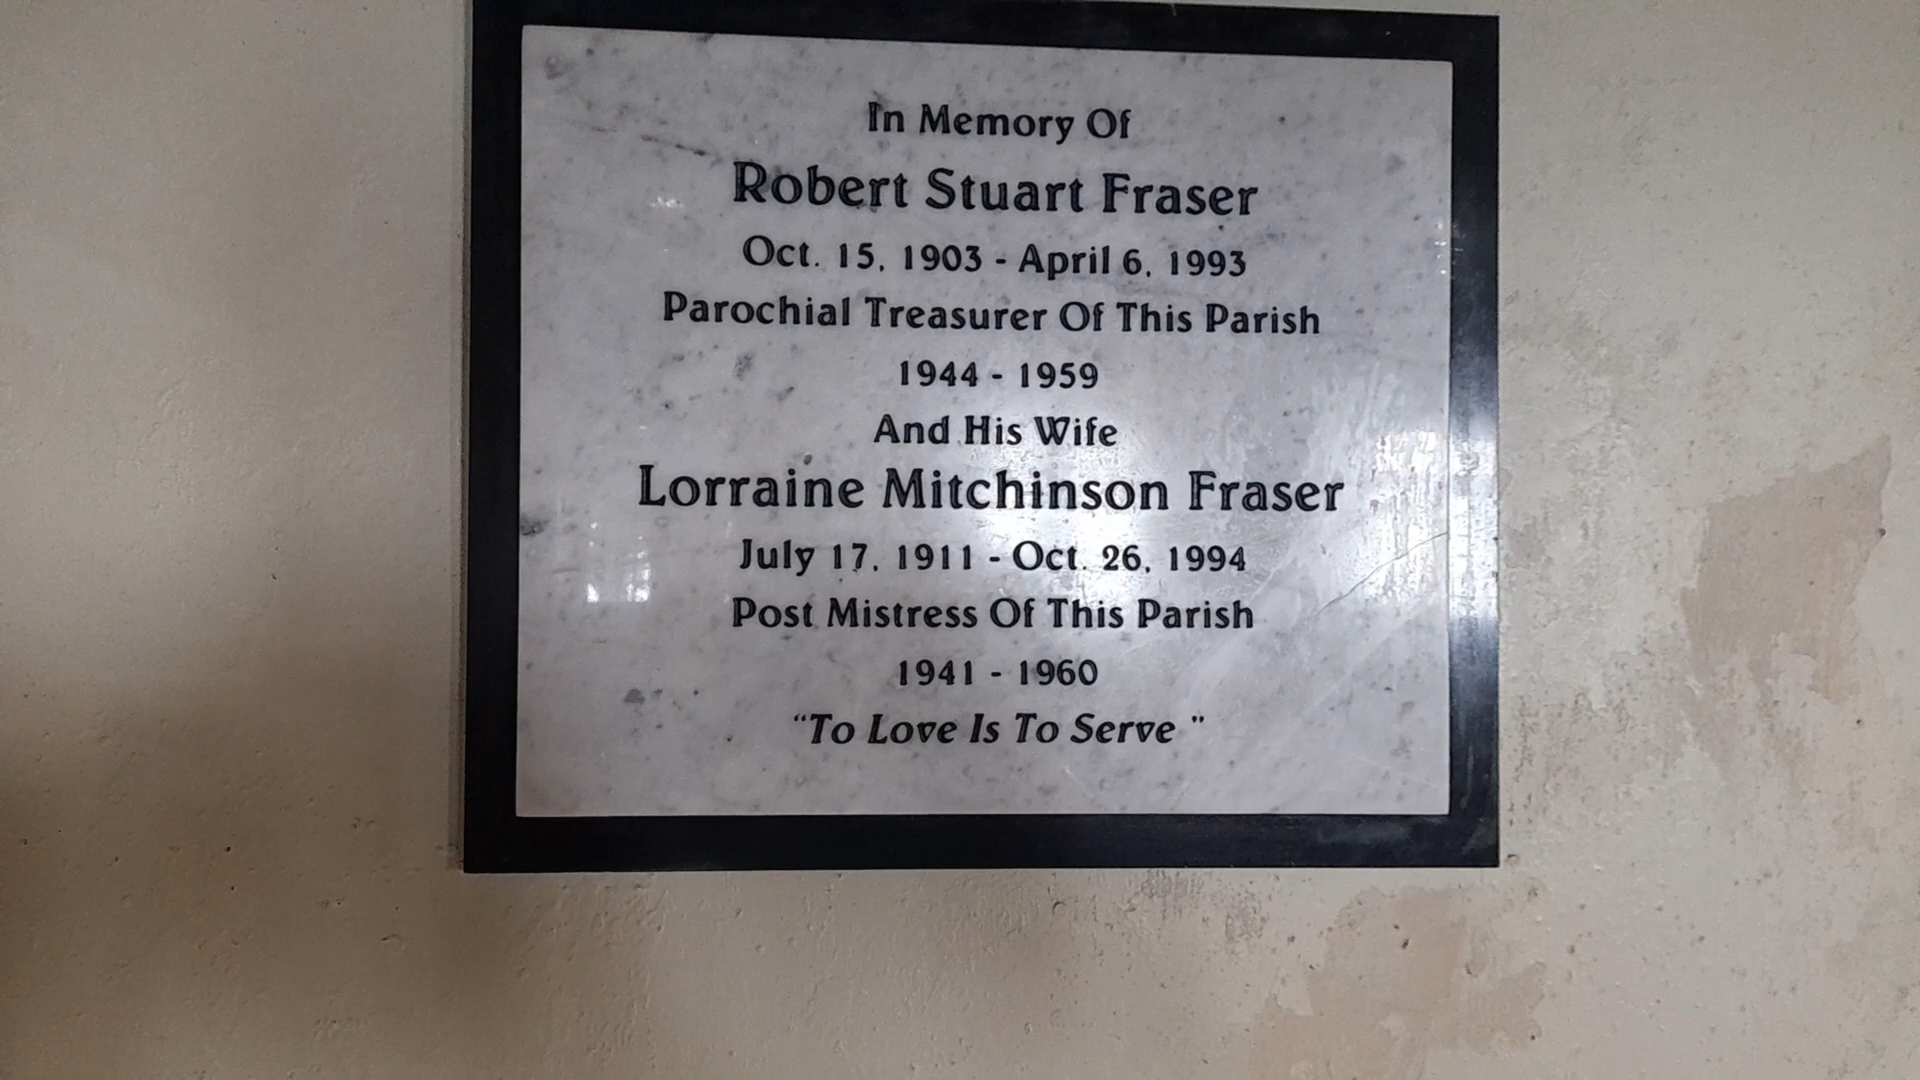 In Memory Of
Robert Stuart Fraser
Oct. 15, 1903 - April 6, 1993
Parochial Treasurer Of This Parish
1944 - 1959
And His Wife
Lorraine Mitchinson Fraser
July 17, 1911 - Oct. 26, 1994
Post Mistress Of This Parish
1941 - 1960
“To Love Is To Serve ”